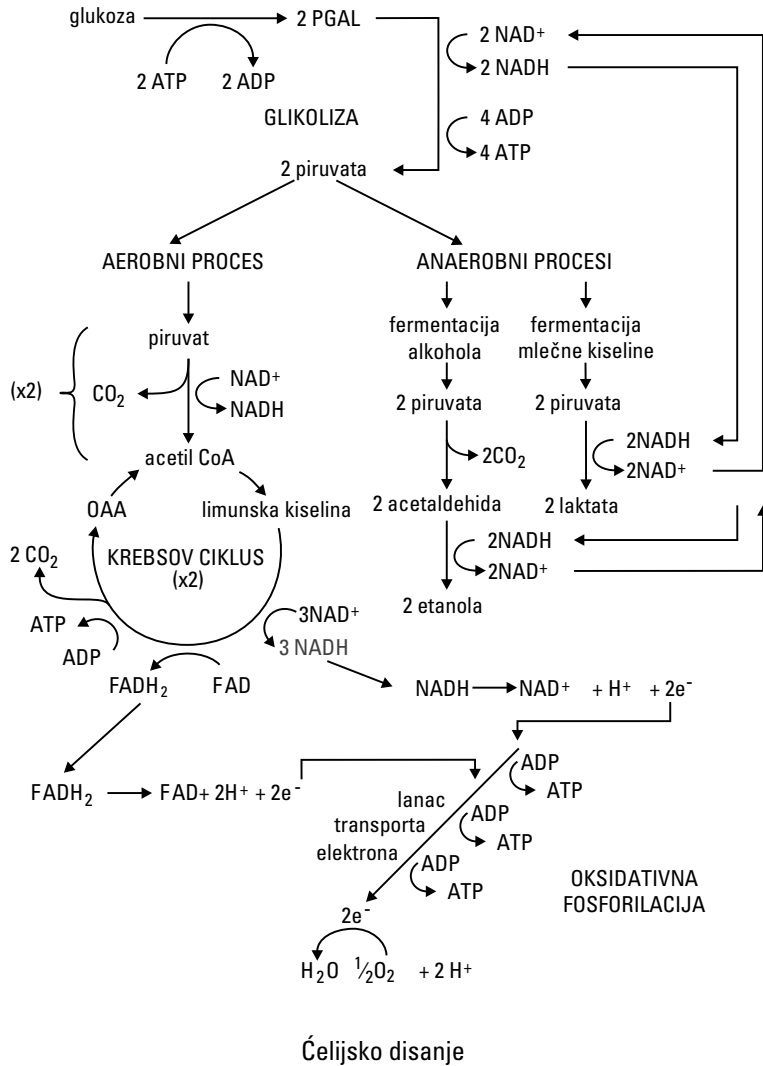 glukoza
2 PGAL
2 NAD+
2 NADH
2 ATP
2 ADP
GLIKOLIZA
4 ADP
4 ATP
2 piruvata
AEROBNI PROCES
ANAEROBNI PROCESI
piruvat
fermentacija
alkohola
fermentacija
mlečne kiseline
(x2)
CO₂
NAD+
NADH
2 piruvata
2 piruvata
acetil CoA
2CO₂
2NADH
2NAD+
OAA
limunska kiselina
2 acetaldehida
2 laktata
2 CO₂
KREBSOV CIKLUS
(x2)
2NADH
2NAD+
2 etanola
ATP
ADP
3NAD+
3 NADH
FADH₂
FAD
NADH
NAD+ + H+ + 2e-
FADH₂
FAD+ 2H+ + 2e-
lanac
transporta
elektrona
ADP
ATP
ADP
ATP
ADP
ATP
OKSIDATIVNA
FOSFORILACIJA
2e-
H₂O ½O₂ + 2 H+
Ćelijsko disanje